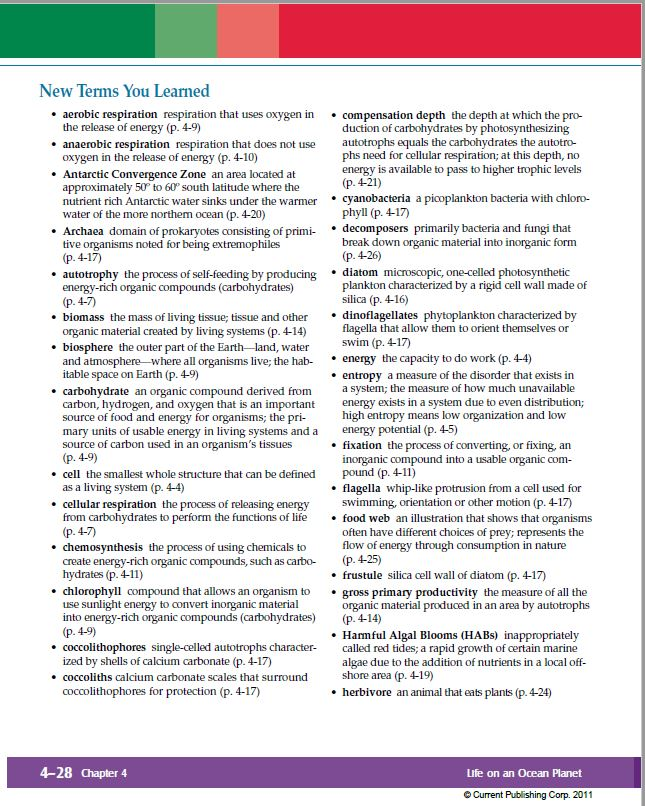 New Terms You Learned
• aerobic respiration respiration that uses oxygen in
the release of energy (p. 4-9)
• anaerobic respiration respiration that does not use
oxygen in the release of energy (p. 4-10)
• Antarctic Convergence Zone an area located at
approximately 50º to 60º south latitude where the
nutrient rich Antarctic water sinks under the warmer
water of the more northern ocean (p. 4-20)
• Archaea domain of prokaryotes consisting of primi-
tive organisms noted for being extremophiles
(p. 4-17)
• autotrophy the process of self-feeding by producing
energy-rich organic compounds (carbohydrates)
(p. 4-7)
• biomass the mass of living tissue; tissue and other
organic material created by living systems (p. 4-14)
• biosphere the outer part of the Earth—land, water
and atmosphere—where all organisms live; the hab-
itable space on Earth (p. 4-9)
• carbohydrate an organic compound derived from
carbon, hydrogen, and oxygen that is an important
source of food and energy for organisms; the pri-
mary units of usable energy in living systems and a
source of carbon used in an organism's tissues
(p. 4-9)
• cell the smallest whole structure that can be defined
as a living system (p. 4-4)
• cellular respiration the process of releasing energy
from carbohydrates to perform the functions of life
(p. 4-7)
• chemosynthesis the process of using chemicals to
create energy-rich organic compounds, such as carbo-
hydrates (p. 4-11)
• chlorophyll compound that allows an organism to
use sunlight energy to convert inorganic material
into energy-rich organic compounds (carbohydrates)
(p. 4-9)
• coccolithophores single-celled autotrophs character-
ized by shells of calcium carbonate (p. 4-17)
• coccoliths calcium carbonate scales that surround
coccolithophores for protection (p. 4-17)
• compensation depth the depth at which the pro-
duction of carbohydrates by photosynthesizing
autotrophs equals the carbohydrates the autotro-
phs need for cellular respiration; at this depth, no
energy is available to pass to higher trophic levels
(p. 4-21)
• cyanobacteria a picoplankton bacteria with chloro-
phyll (p. 4-17)
• decomposers primarily bacteria and fungi that
break down organic material into inorganic form
(p. 4-26)
• diatom microscopic, one-celled photosynthetic
plankton characterized by a rigid cell wall made of
silica (p. 4-16)
• dinoflagellates phytoplankton characterized by
flagella that allow them to orient themselves or
swim (p. 4-17)
• energy the capacity to do work (p. 4-4)
• entropy a measure of the disorder that exists in
a system; the measure of how much unavailable
energy exists in a system due to even distribution;
high entropy means low organization and low
energy potential (p. 4-5)
• fixation the process of converting, or fixing, an
inorganic compound into a usable organic com-
pound (p. 4-11)
• flagella whip-like protrusion from a cell used for
swimming, orientation or other motion (p. 4-17)
• food web an illustration that shows that organisms
often have different choices of prey; represents the
flow of energy through consumption in nature
(p. 4-25)
• frustule silica cell wall of diatom (p. 4-17)
• gross primary productivity the measure of all the
organic material produced in an area by autotrophs
(p. 4-14)
• Harmful Algal Blooms (HABs) inappropriately
called red tides; a rapid growth of certain marine
algae due to the addition of nutrients in a local off-
shore area (p. 4-19)
• herbivore an animal that eats plants (p. 4-24)
4–28 Chapter 4
Life on an Ocean Planet
© Current Publishing Corp. 2011